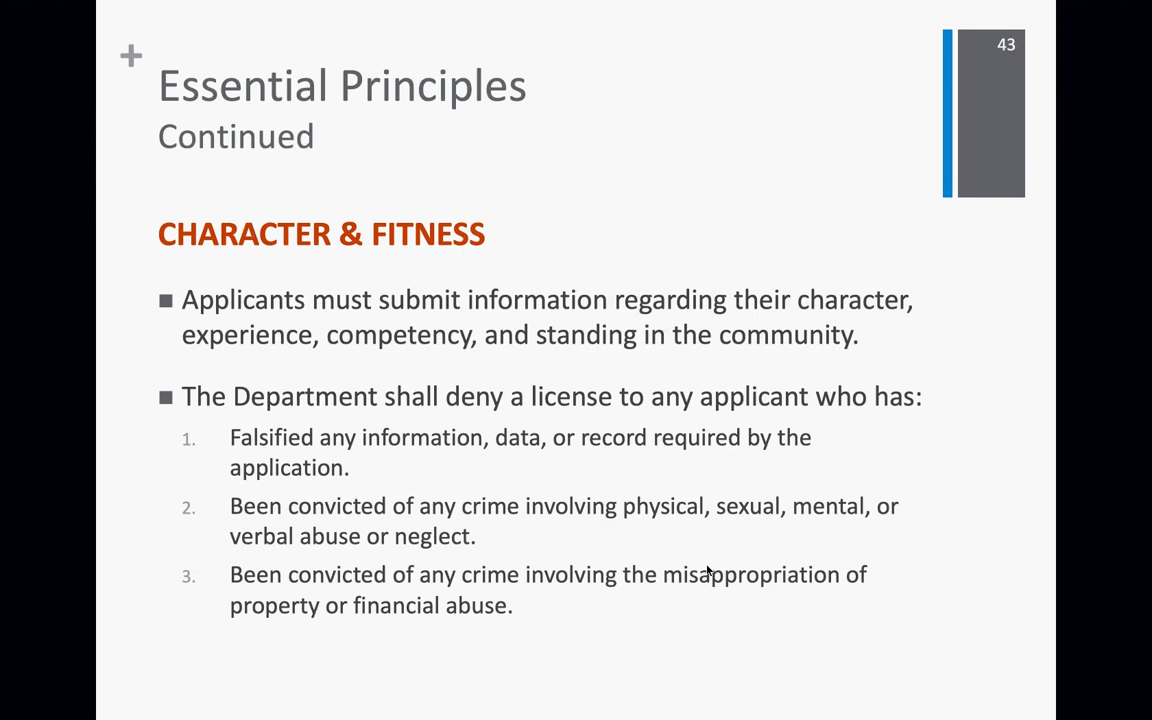 43
+
Essential Principles
Continued
CHARACTER & FITNESS
■ Applicants must submit information regarding their character,
experience, competency, and standing in the community.
■ The Department shall deny a license to any applicant who has:
1. Falsified any information, data, or record required by the
application.
2. Been convicted of any crime involving physical, sexual, mental, or
verbal abuse or neglect.
3. Been convicted of any crime involving the misappropriation of
property or financial abuse.